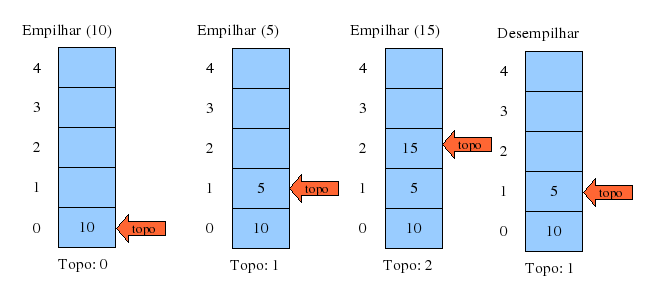 Empilhar (10)
4
3
2
1
0
10
topo
Topo: 0
Empilhar (5)
4
3
2
1
5
topo
0
10
Topo: 1
Empilhar (15)
4
3
2
15
topo
1
5
0
10
Topo: 2
Desempilhar
4
3
2
1
5
topo
0
10
Topo: 1